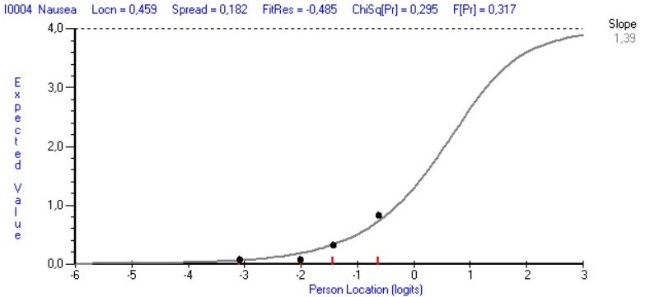 I0004 Nausea Locn = 0,459 Spread = 0,182 FitRes = -0,485 ChiSq[Pr] = 0,295 F[Pr] = 0,317
Slope
1,39
4,0
3,0
2,0
1,0
0,0
Expected Value
-6 -5 -4 -3 -2 -1 0 1 2 3
Person Location (logits)